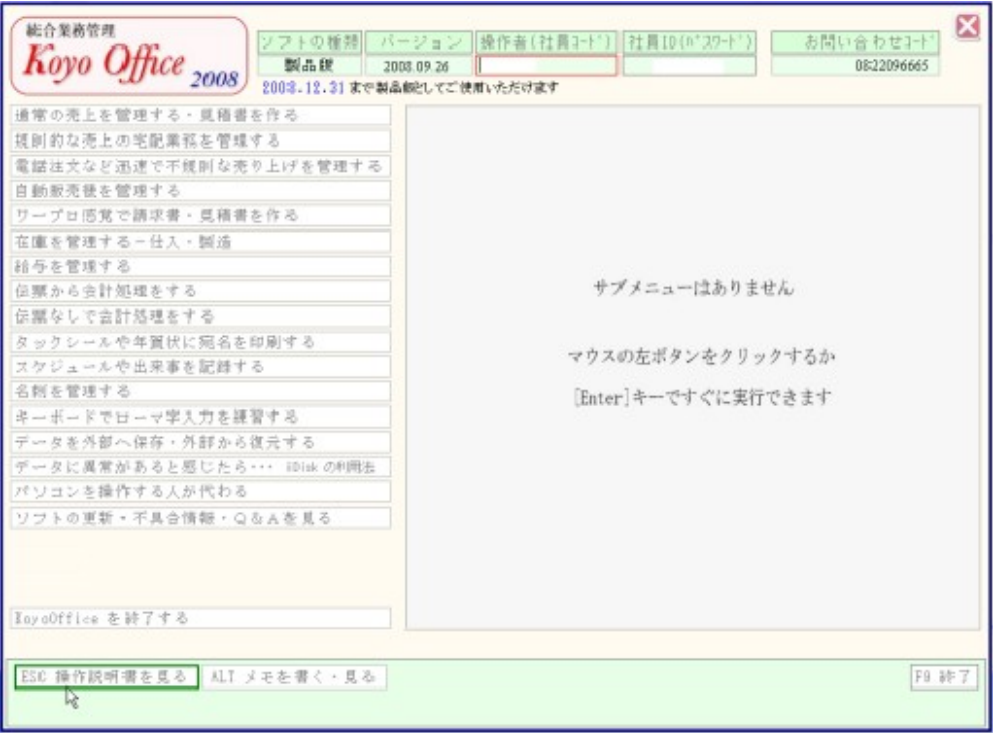 総合業務管理
Koyo Office 2008
ソフトの種類 バージョン 操作者(社員ｺｰﾄﾞ) 社員ID(ﾊﾟｽﾜｰﾄﾞ) お問い合わせｺｰﾄﾞ
製品版 2008.09.26 0822096665
2008.12.31 まで製品版としてご使用いただけます
通常の売上を管理する・見積書を作る
規則的な売上の宅配業務を管理する
電話注文など迅速で不規則な売り上げを管理する
自動販売機を管理する
ワープロ感覚で請求書・見積書を作る
在庫を管理する－仕入・製造
給与を管理する
伝票から会計処理をする
伝票なしで会計処理をする
タックシールや年賀状に宛名を印刷する
スケジュールや出来事を記録する
名刺を管理する
キーボードでローマ字入力を練習する
データを外部へ保存・外部から復元する
データに異常があると感じたら… iDisk の利用法
パソコンを操作する人が代わる
ソフトの更新・不具合情報・Ｑ＆Ａを見る
サブメニューはありません
マウスの左ボタンをクリックするか
[Enter]キーですぐに実行できます
KoyoOffice を終了する
ESC 操作説明書を見る ALT メモを書く・見る F9 終了